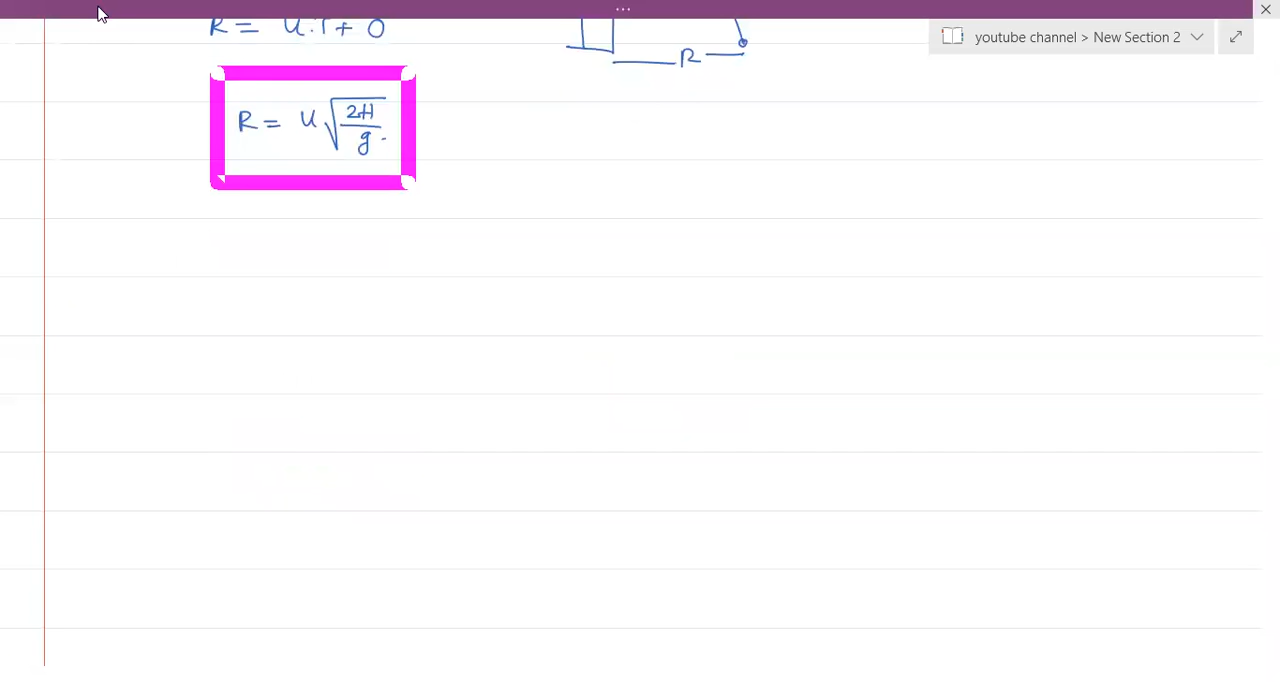 ...
youtube channel > New Section 2
R = u.T + 0
R
R = u√(2H/g)